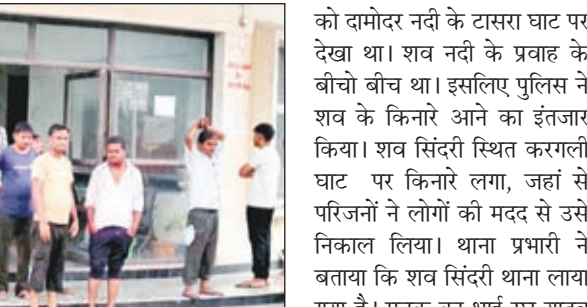 को दामोदर नदी के टासरा घाट पर
देखा था। शव नदी के प्रवाह के
बीचो बीच था। इसलिए पुलिस ने
शव के किनारे आने का इंतजार
किया। शव सिंदरी स्थित करगली
घाट पर किनारे लगा, जहां से
परिजनों ने लोगों की मदद से उसे
निकाल लिया। थाना प्रभारी ने
बताया कि शव सिंदरी थाना लाया